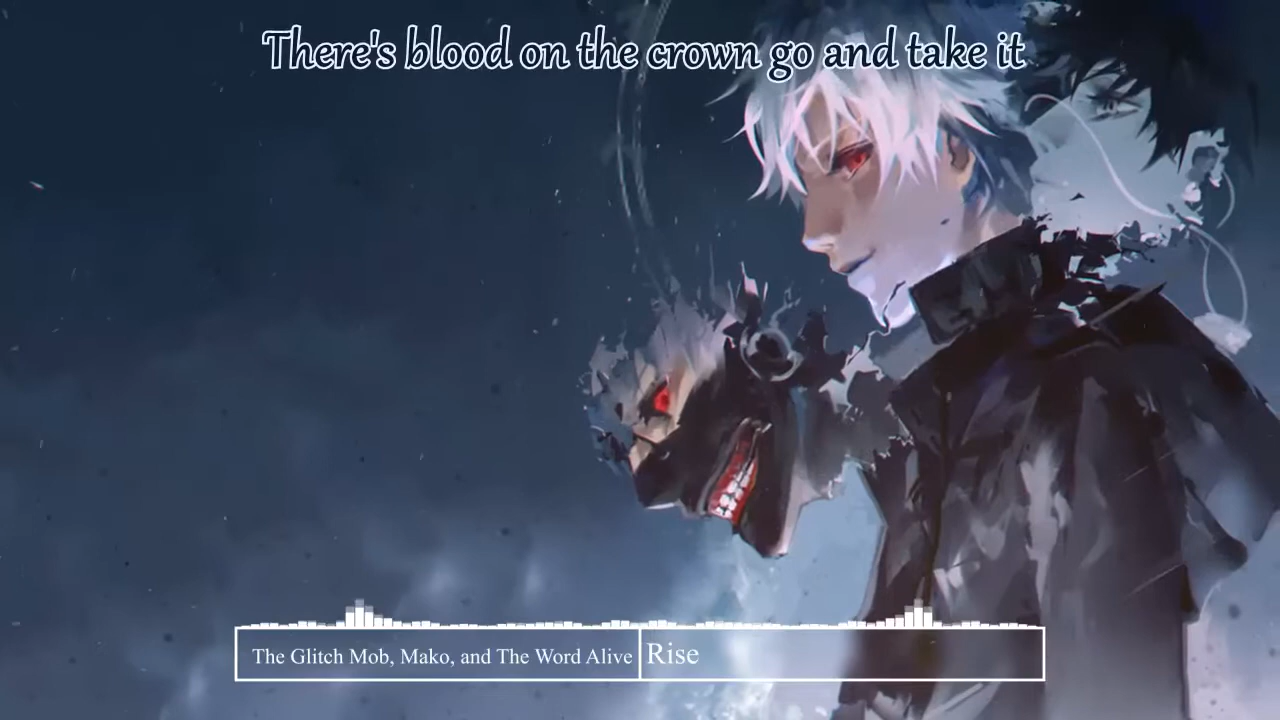 There's blood on the crown go and take it
The Glitch Mob, Mako, and The Word Alive Rise